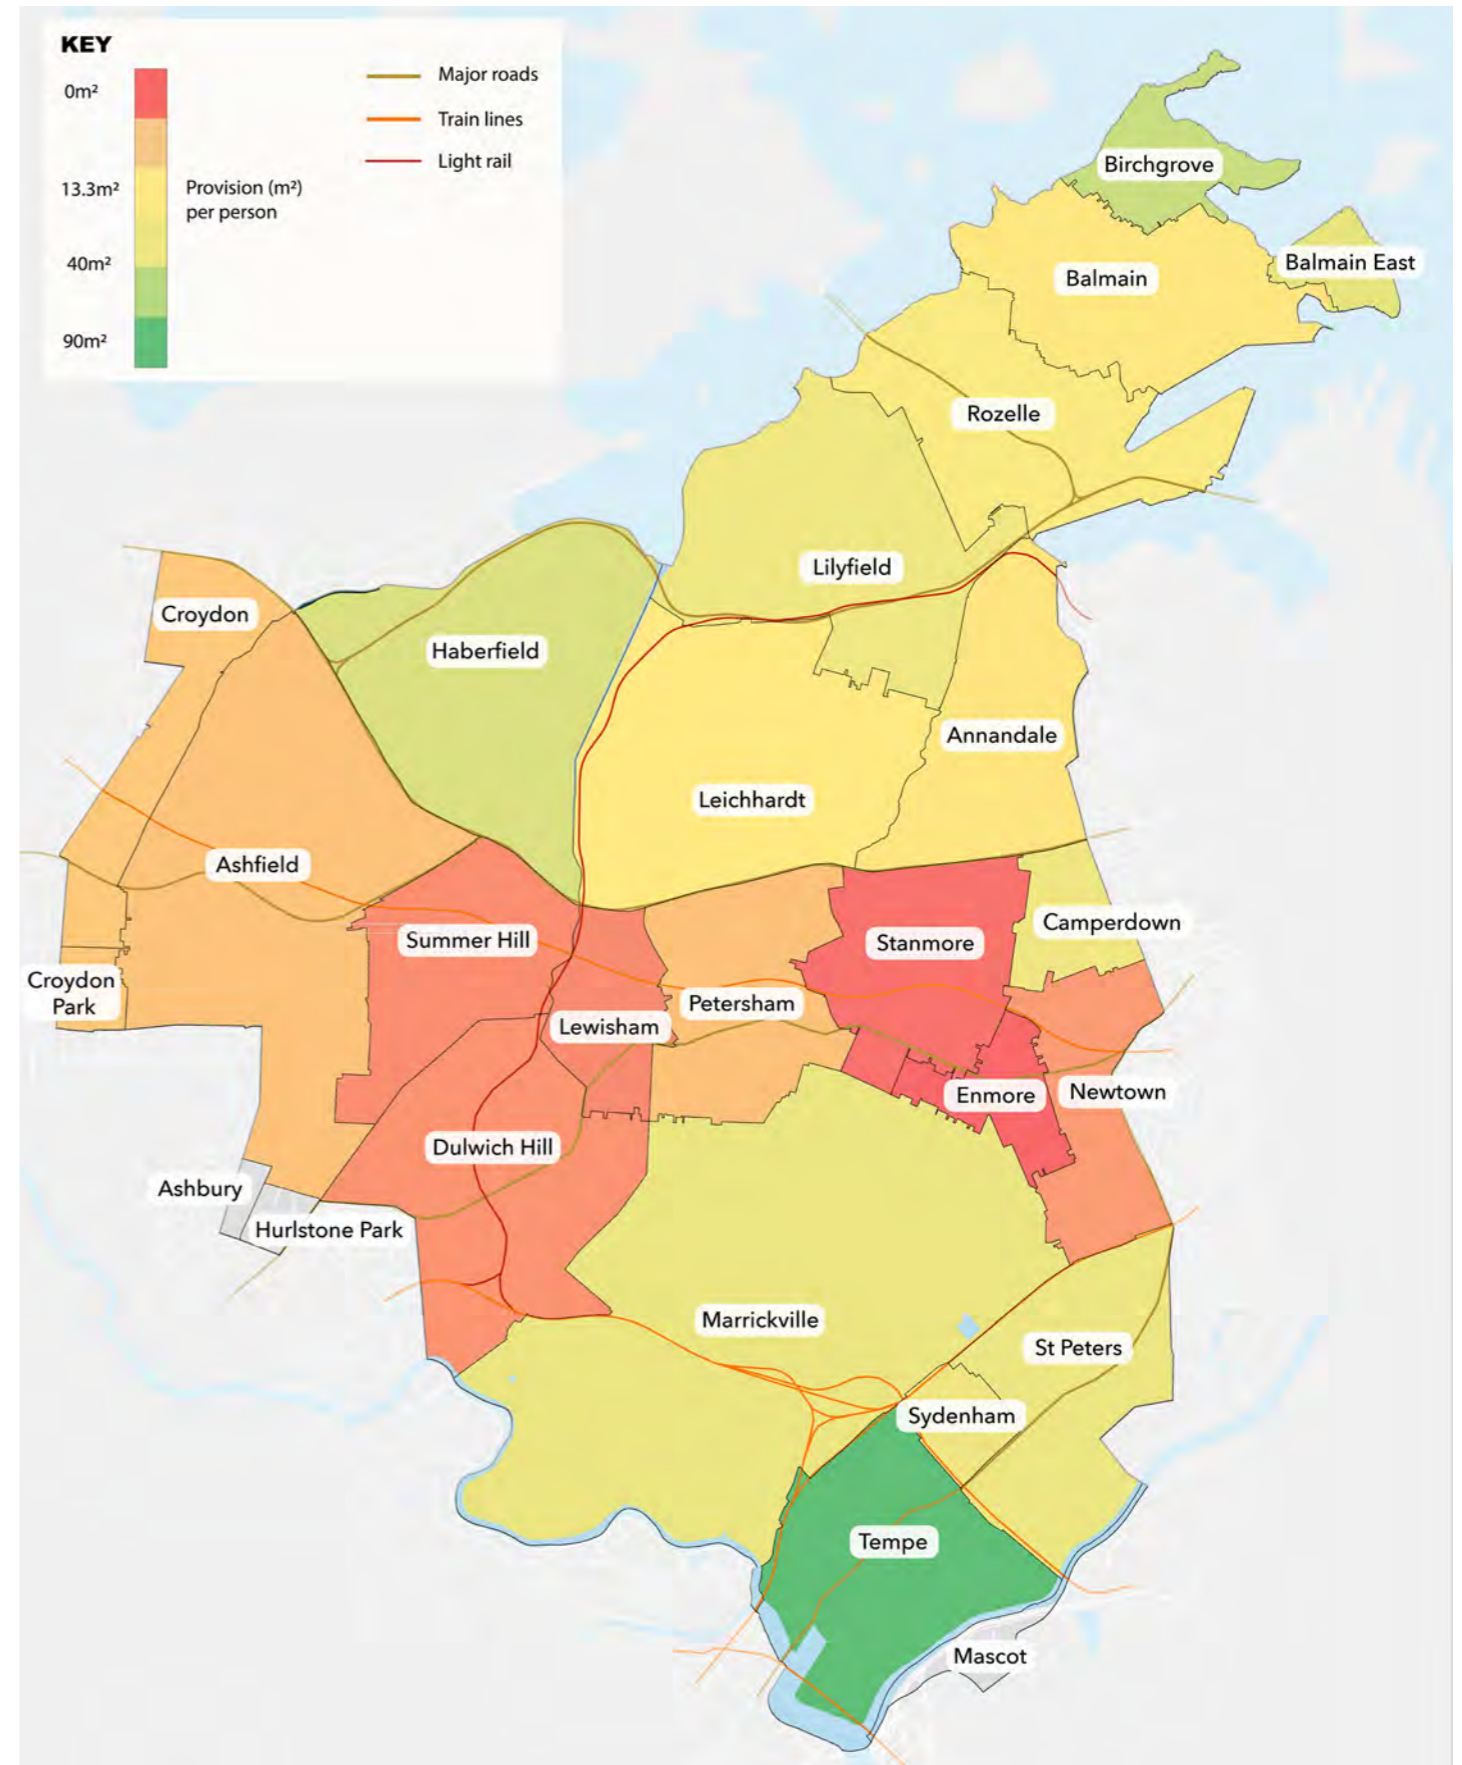 KEY
0m²
13.3m²
40m²
90m²
Provision (m²)
per person
Major roads
Train lines
Light rail
Birchgrove
Balmain East
Balmain
Rozelle
Lilyfield
Croydon
Haberfield
Annandale
Leichhardt
Ashfield
Camperdown
Summer Hill
Stanmore
Croydon
Park
Petersham
Lewisham
Enmore
Newtown
Dulwich Hill
Ashbury
Hurlstone Park
Marrickville
St Peters
Sydenham
Tempe
Mascot